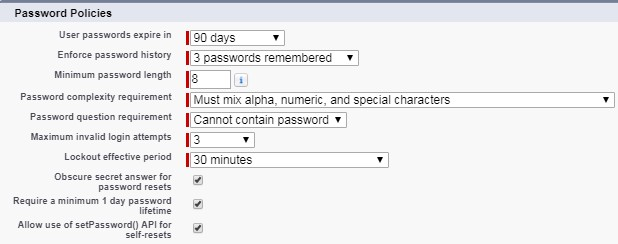 Password Policies
User passwords expire in 90 days
Enforce password history 3 passwords remembered
Minimum password length 8 i
Password complexity requirement Must mix alpha, numeric, and special characters
Password question requirement Cannot contain password
Maximum invalid login attempts 3
Lockout effective period 30 minutes
Obscure secret answer for
password resets
Require a minimum 1 day password
lifetime
Allow use of setPassword() API for
self-resets